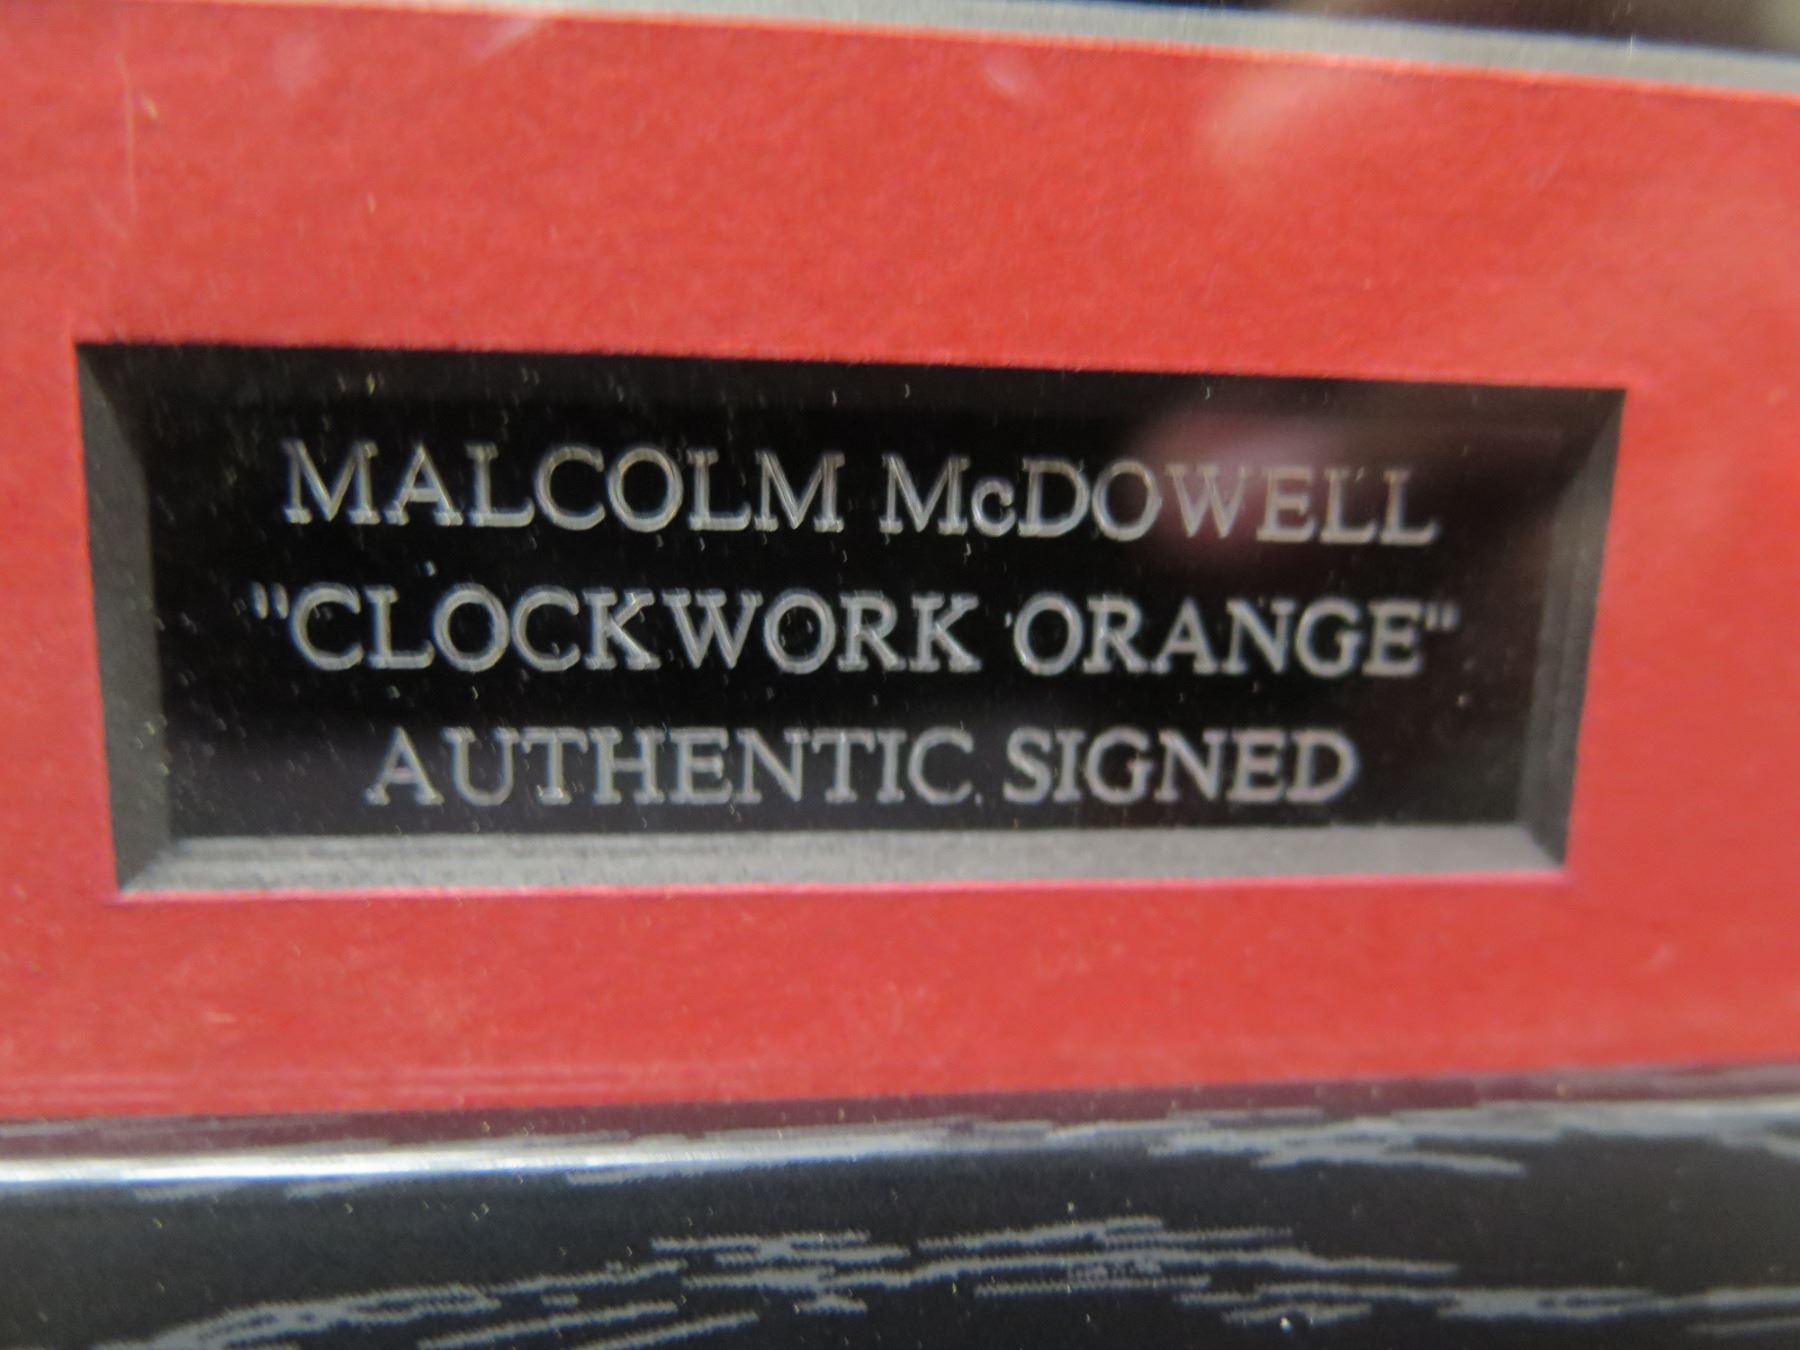 MALCOLM McDOWELL
"CLOCKWORK ORANGE"
AUTHENTIC SIGNED